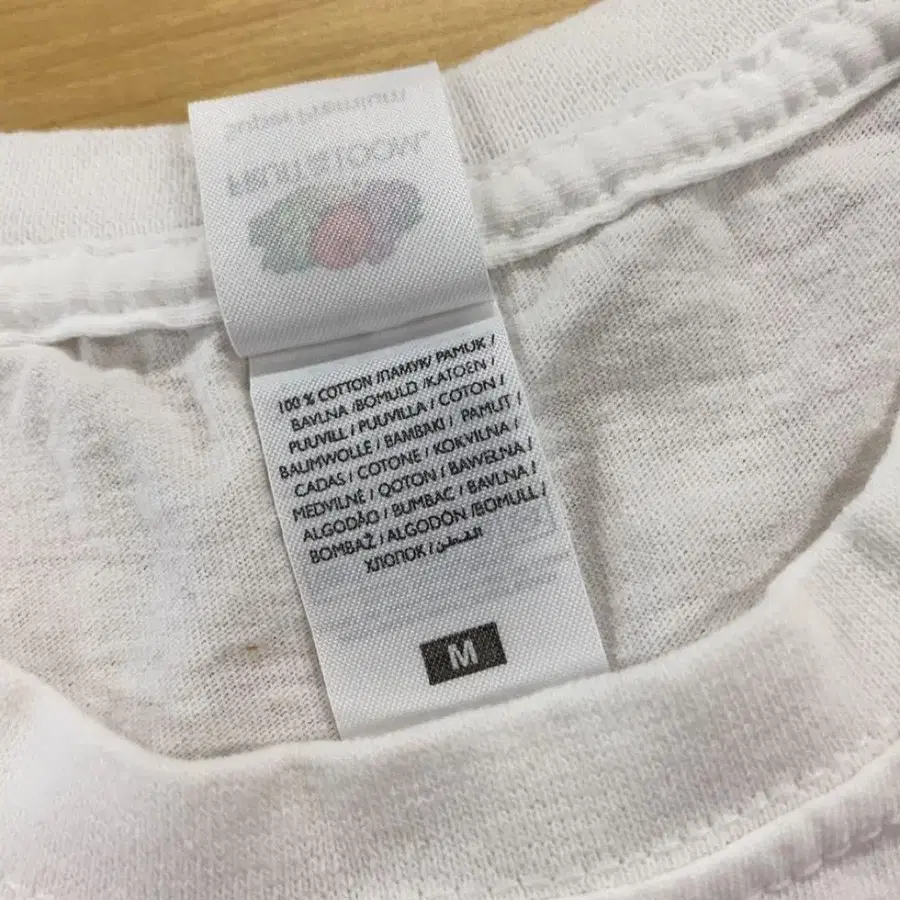 FRUIT OF THE LOOM.
100 % COTTON /ПАМУК/ PAMUK /
BAVLNA /BOMULD /KATOEN /
PUUVILL / PUUVILLA / COTON /
BAUMWOLLE / BAMBAKI / PAMUT /
CADAS / COTONE / KOKVILNA /
MEDVILNĖ / QOTON / BAWEŁNA /
ALGODÃO / BUMBAC / BAVLNA /
BOMBAŽ / ALGODÓN /BOMULL /
ХЛОПОК / القطن
M